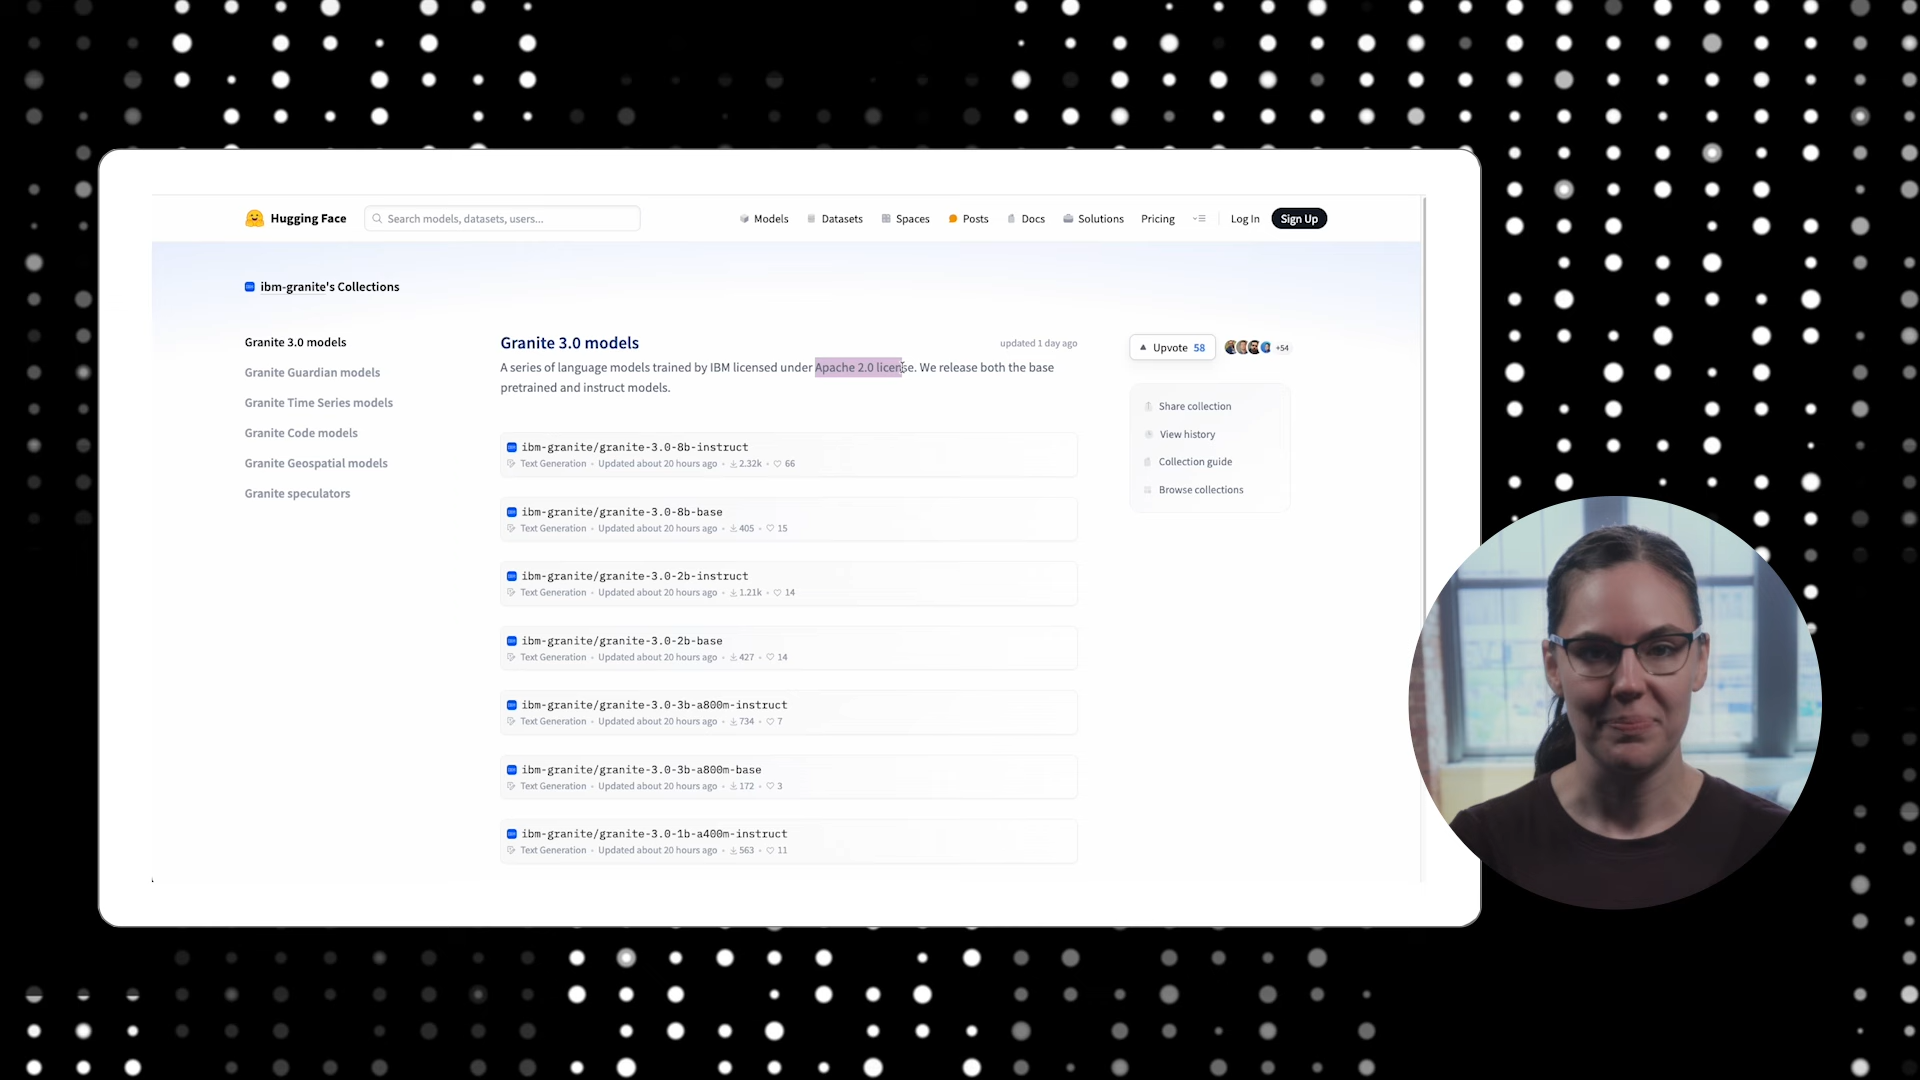 Hugging Face
Search models, datasets, users...
Models
Datasets
Spaces
Posts
Docs
Solutions
Pricing
Log In
Sign Up
ibm-granite's Collections
Granite 3.0 models
Granite Guardian models
Granite Time Series models
Granite Code models
Granite Geospatial models
Granite speculators
Granite 3.0 models
updated 1 day ago
A series of language models trained by IBM licensed under Apache 2.0 license. We release both the base
pretrained and instruct models.
ibm-granite/granite-3.0-8b-instruct
Text Generation • Updated about 20 hours ago • 2.32k • 66
ibm-granite/granite-3.0-8b-base
Text Generation • Updated about 20 hours ago • 405 • 15
ibm-granite/granite-3.0-2b-instruct
Text Generation • Updated about 20 hours ago • 1.21k • 14
ibm-granite/granite-3.0-2b-base
Text Generation • Updated about 20 hours ago • 427 • 14
ibm-granite/granite-3.0-3b-a800m-instruct
Text Generation • Updated about 20 hours ago • 734 • 7
ibm-granite/granite-3.0-3b-a800m-base
Text Generation • Updated about 20 hours ago • 172 • 3
ibm-granite/granite-3.0-1b-a400m-instruct
Text Generation • Updated about 20 hours ago • 563 • 11
Upvote 58
+54
Share collection
View history
Collection guide
Browse collections